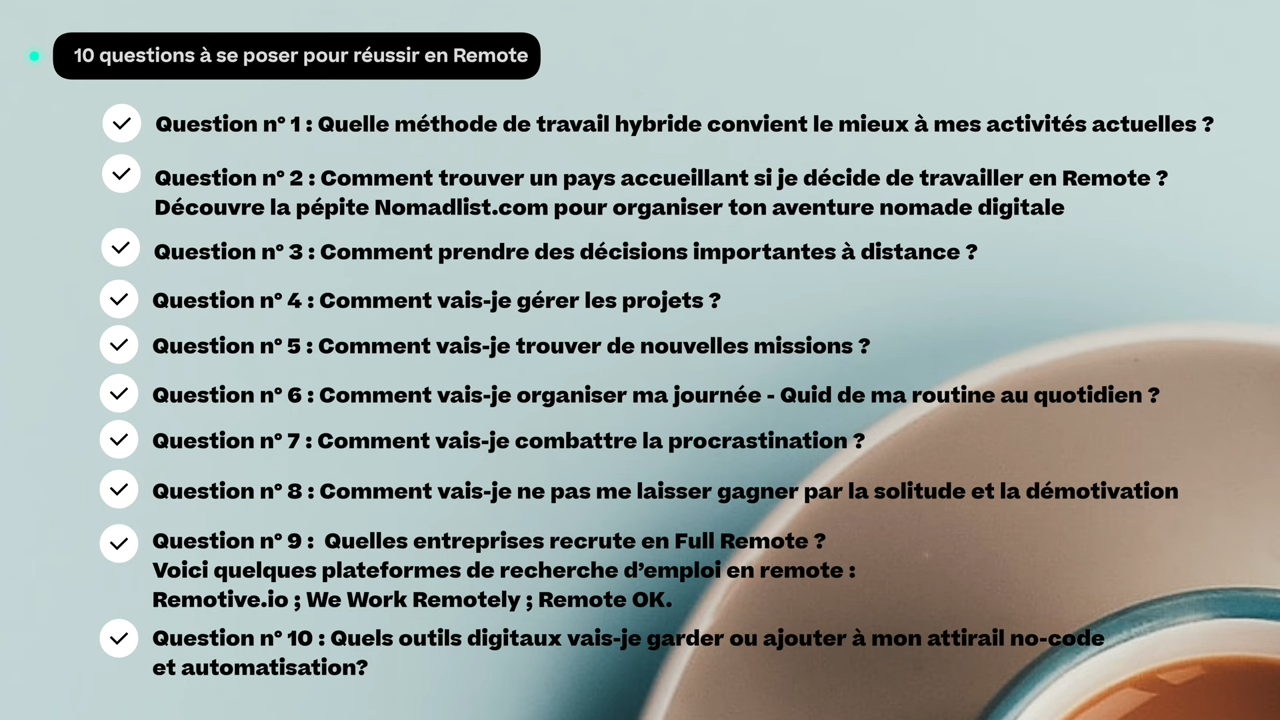 10 questions à se poser pour réussir en Remote
Question n° 1 : Quelle méthode de travail hybride convient le mieux à mes activités actuelles ?
Question n° 2 : Comment trouver un pays accueillant si je décide de travailler en Remote ?
Découvre la pépite Nomadlist.com pour organiser ton aventure nomade digitale
Question n° 3 : Comment prendre des décisions importantes à distance ?
Question n° 4 : Comment vais-je gérer les projets ?
Question n° 5 : Comment vais-je trouver de nouvelles missions ?
Question n° 6 : Comment vais-je organiser ma journée - Quid de ma routine au quotidien ?
Question n° 7 : Comment vais-je combattre la procrastination ?
Question n° 8 : Comment vais-je ne pas me laisser gagner par la solitude et la démotivation
Question n° 9 :  Quelles entreprises recrute en Full Remote ?
Voici quelques plateformes de recherche d’emploi en remote :
Remotive.io ; We Work Remotely ; Remote OK.
Question n° 10 : Quels outils digitaux vais-je garder ou ajouter à mon attirail no-code
et automatisation?